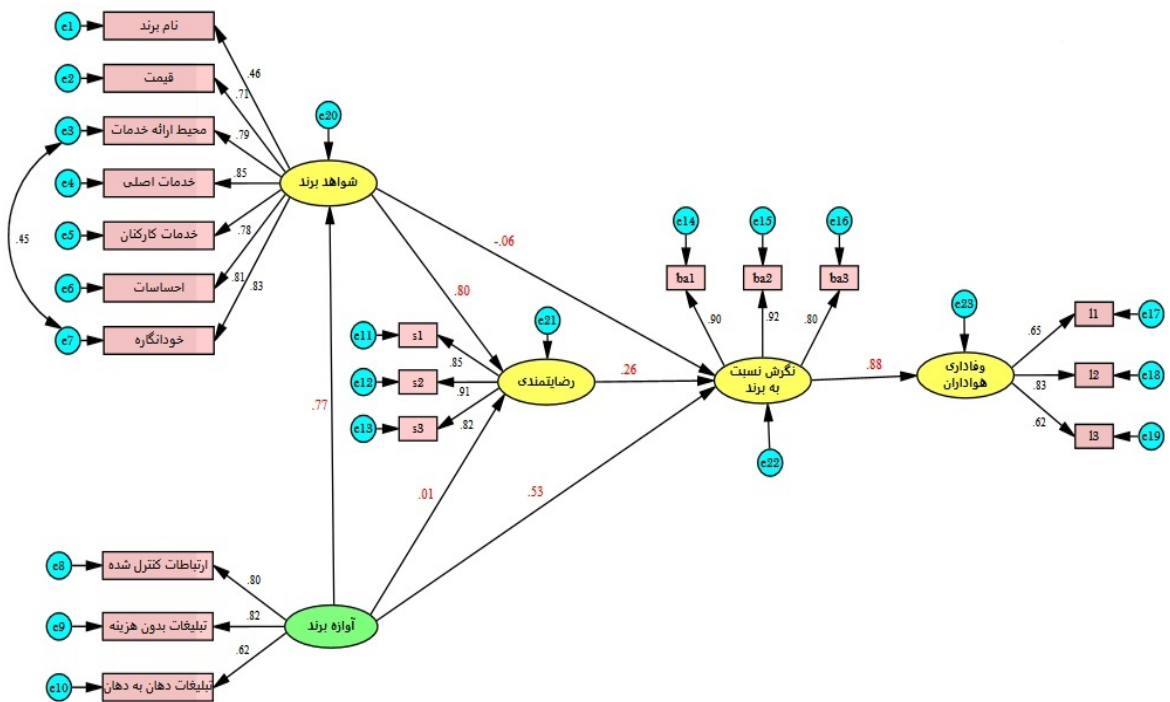 e1
نام برند
e2
قیمت
e3
محیط ارائه خدمات
e4
خدمات اصلی
e5
خدمات کارکنان
e6
احساسات
e7
خودانگاره
.45
.46
.71
.79
.85
.78
.81
.83
e20
شواهد برند
-.06
.80
.77
e11
s1
e12
s2
e13
s3
.85
.91
.82
e21
رضایتمندی
.26
.01
.53
e14
e15
e16
ba1
ba2
ba3
.90
.92
.80
نگرش نسبت
به برند
e22
.88
e23
وفاداری
هواداران
.65
.83
.62
l1
e17
l2
e18
l3
e19
e8
ارتباطات کنترل شده
e9
تبلیغات بدون هزینه
e10
تبلیغات دهان به دهان
.80
.82
.62
آوازه برند